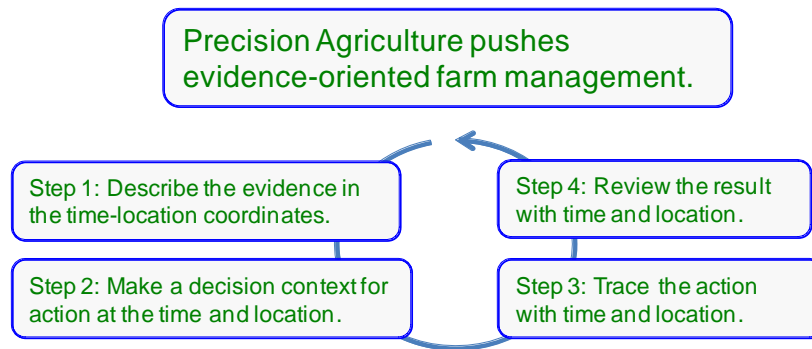 Precision Agriculture pushes
evidence-oriented farm management.
Step 1: Describe the evidence in
the time-location coordinates.
Step 2: Make a decision context for
action at the time and location.
Step 3: Trace the action
with time and location.
Step 4: Review the result
with time and location.